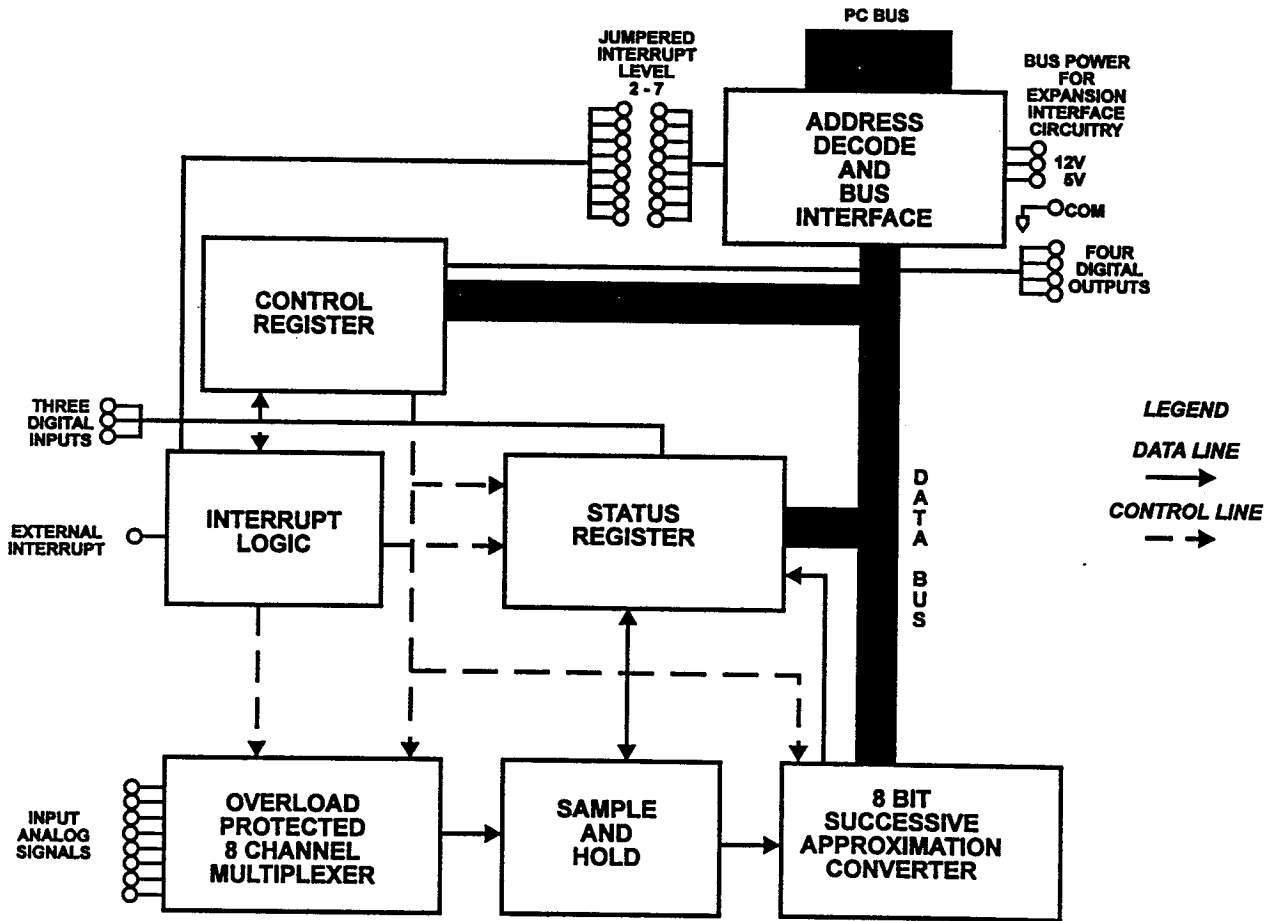 PC BUS
JUMPERED
INTERRUPT
LEVEL
2 - 7
ADDRESS
DECODE
AND
BUS
INTERFACE
BUS POWER
FOR
EXPANSION
INTERFACE
CIRCUITRY
12V
5V
COM
FOUR
DIGITAL
OUTPUTS
CONTROL
REGISTER
THREE
DIGITAL
INPUTS
INTERRUPT
LOGIC
EXTERNAL
INTERRUPT
STATUS
REGISTER
DATA BUS
LEGEND
DATA LINE
CONTROL LINE
INPUT
ANALOG
SIGNALS
OVERLOAD
PROTECTED
8 CHANNEL
MULTIPLEXER
SAMPLE
AND
HOLD
8 BIT
SUCCESSIVE
APPROXIMATION
CONVERTER